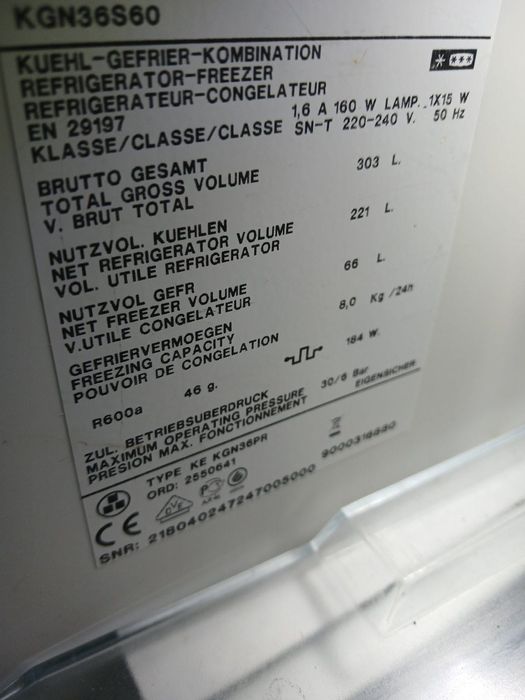 KGN36S60
KUEHL-GEFRIER-KOMBINATION
REFRIGERATOR-FREEZER
REFRIGERATEUR-CONGELATEUR
EN 29197 1,6 A 160 W LAMP. 1X15 W
KLASSE/CLASSE/CLASSE SN-T 220-240 V. 50 Hz
BRUTTO GESAMT
TOTAL GROSS VOLUME 303 L.
V. BRUT TOTAL
NUTZVOL. KUEHLEN
NET REFRIGERATOR VOLUME 221 L.
VOL. UTILE REFRIGERATOR
NUTZVOL GEFR
NET FREEZER VOLUME 66 L.
V.UTILE CONGELATEUR
GEFRIERVERMOEGEN
FREEZING CAPACITY 8,0 Kg/24h
POUVOIR DE CONGELATION
R600a 46 g. 184 W.
ZUL. BETRIEBSUBERDRUCK
MAXIMUM OPERATING PRESSURE 30/6 Bar
PRESION MAX. FONCTIONNEMENT EIGENSICHER
TYPE KE KGN36PR
ORD: 2550641
CE
SNR: 218040247247005000